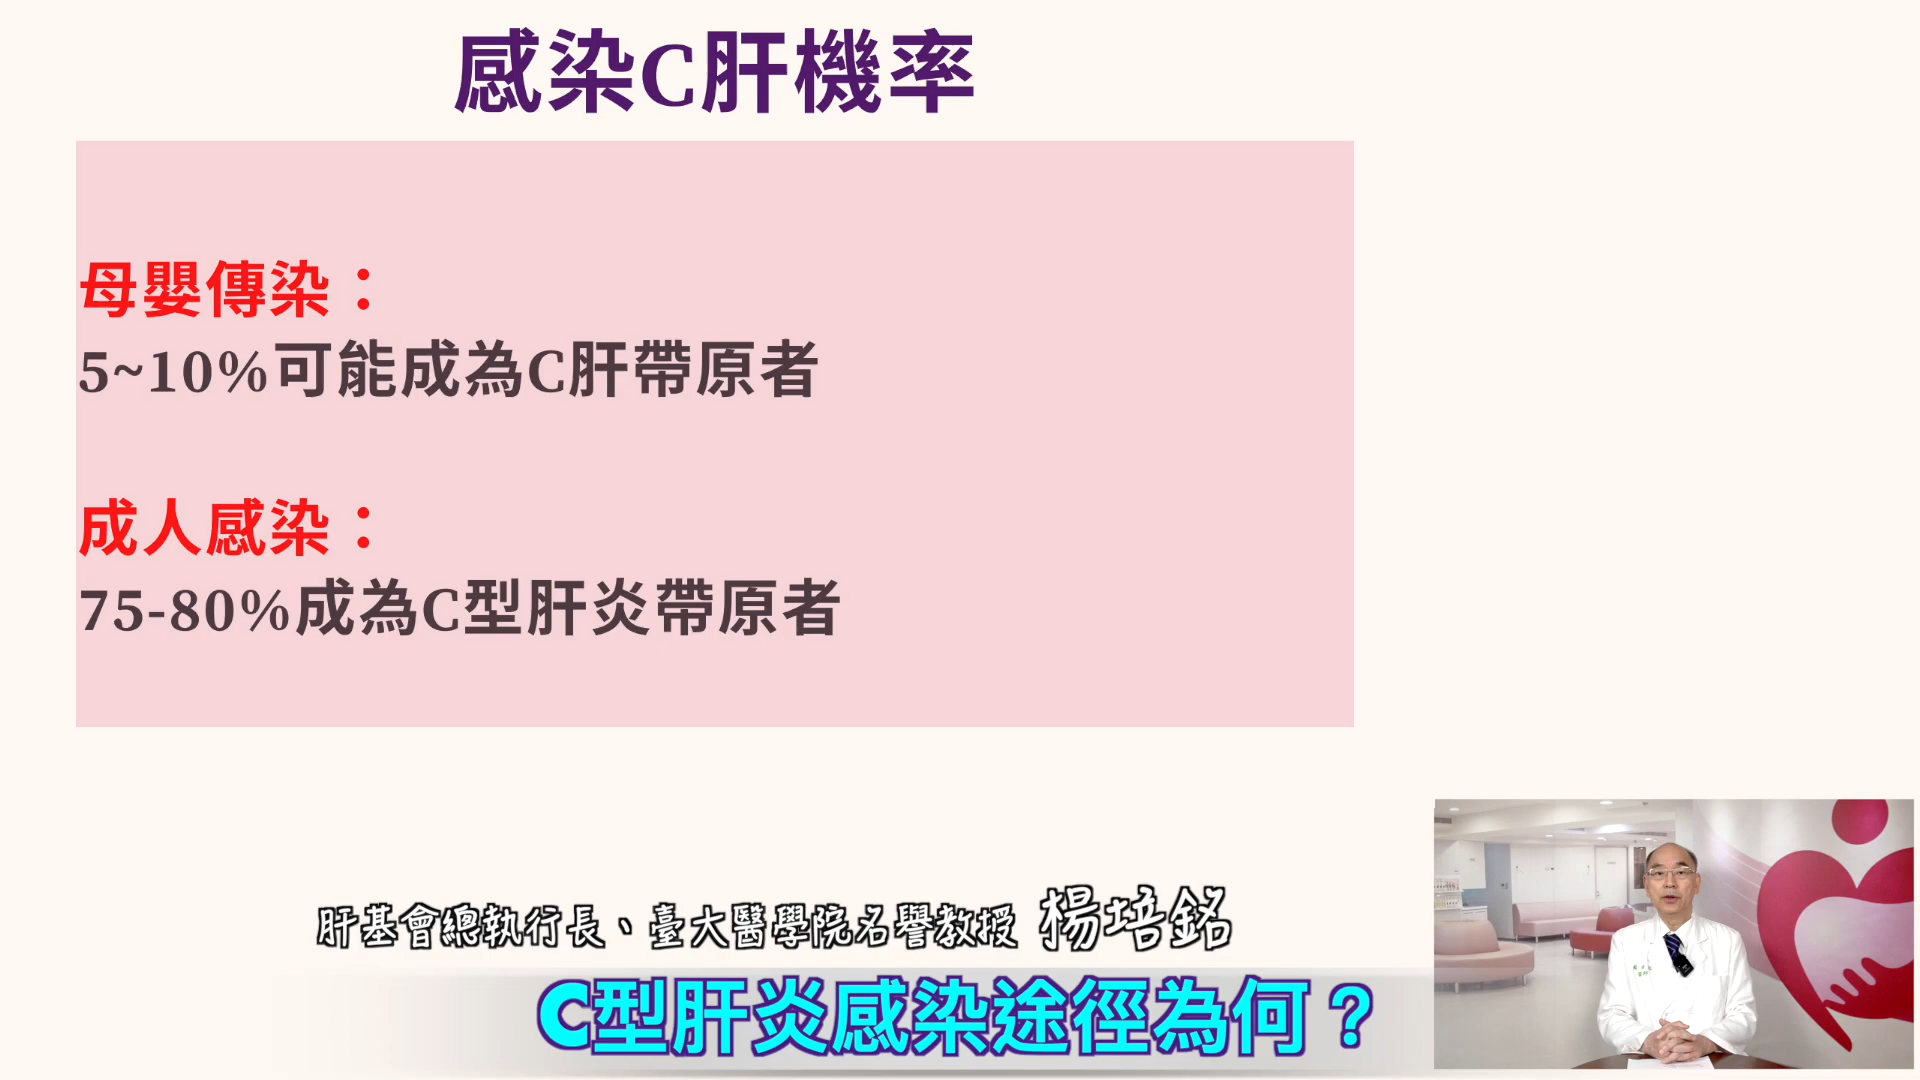 感染C肝機率
母嬰傳染：
5~10%可能成為C肝帶原者
成人感染：
75-80%成為C型肝炎帶原者
肝基會總執行長、臺大醫學院名譽教授 楊培銘
C型肝炎感染途徑為何？